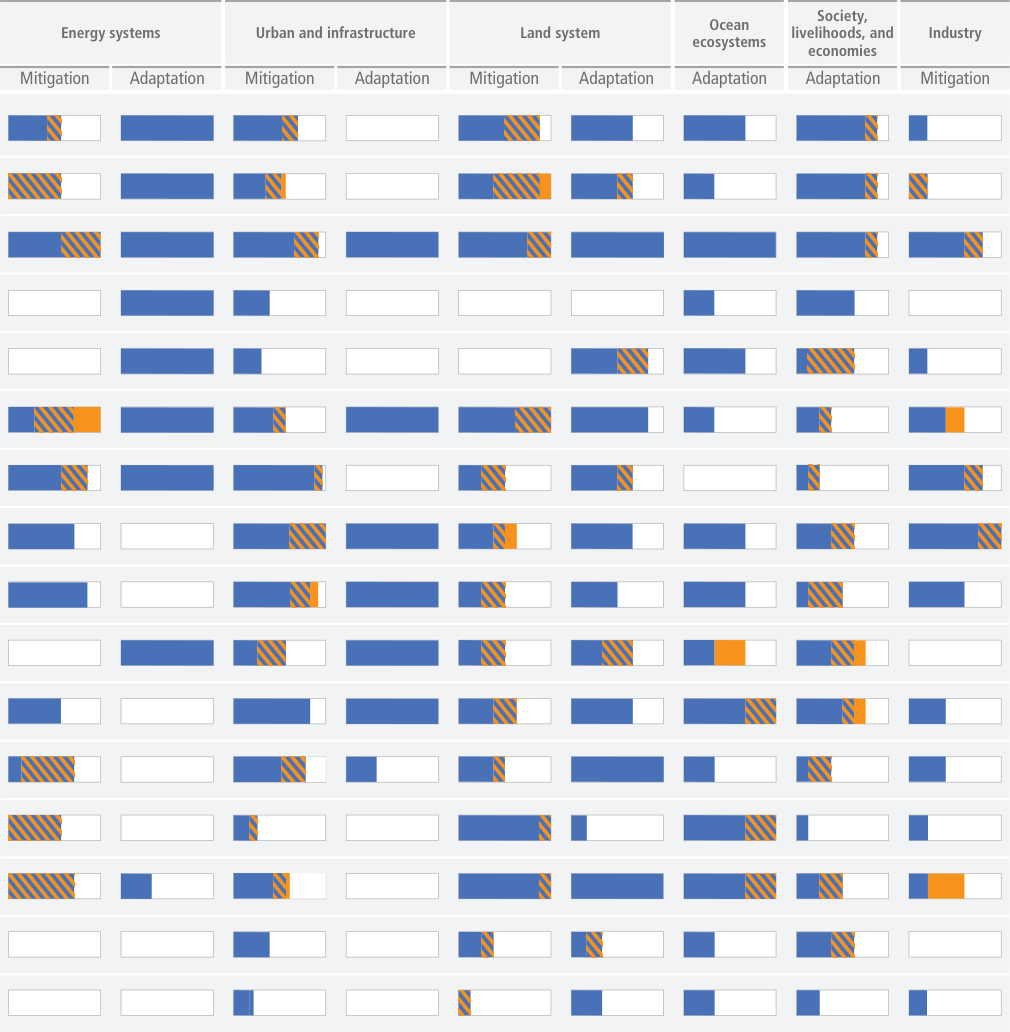 Energy systems
Urban and infrastructure
Land system
Ocean
ecosystems
Society,
livelihoods, and
economies
Industry
Mitigation
Adaptation
Mitigation
Adaptation
Mitigation
Adaptation
Adaptation
Adaptation
Mitigation